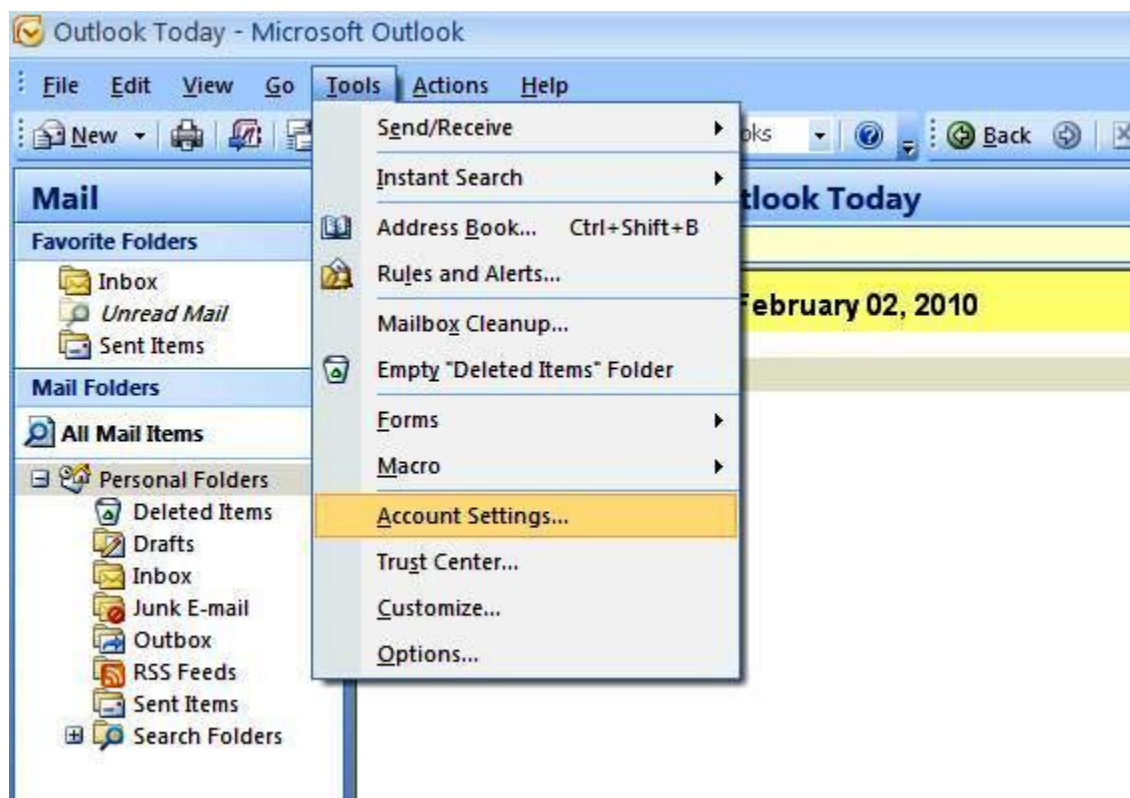 Outlook Today - Microsoft Outlook
File Edit View Go Tools Actions Help
New Back
Mail
Favorite Folders
Inbox
Unread Mail
Sent Items
Mail Folders
All Mail Items
Personal Folders
Deleted Items
Drafts
Inbox
Junk E-mail
Outbox
RSS Feeds
Sent Items
Search Folders
Send/Receive
Instant Search
Address Book... Ctrl+Shift+B
Rules and Alerts...
Mailbox Cleanup...
Empty "Deleted Items" Folder
Forms
Macro
Account Settings...
Trust Center...
Customize...
Options...
tlook Today
February 02, 2010